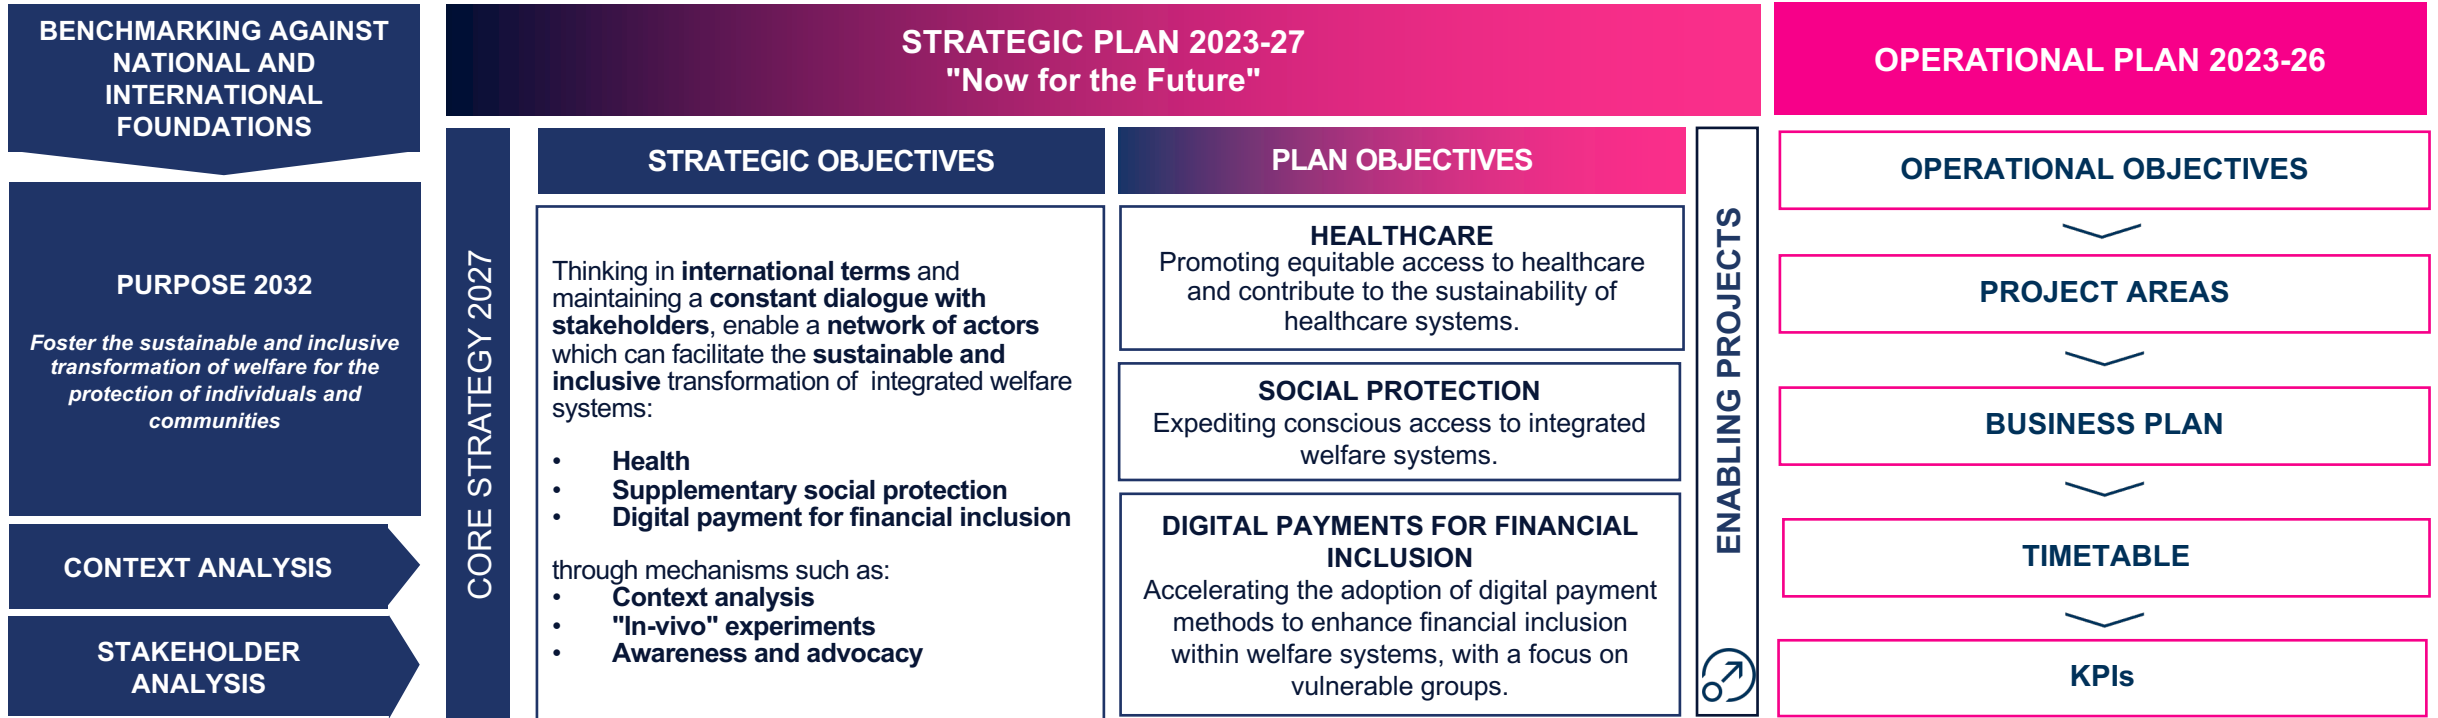 BENCHMARKING AGAINST
NATIONAL AND
INTERNATIONAL
FOUNDATIONS
PURPOSE 2032
Foster the sustainable and inclusive
transformation of welfare for the
protection of individuals and
communities
CONTEXT ANALYSIS
STAKEHOLDER
ANALYSIS
STRATEGIC PLAN 2023-27
"Now for the Future"
CORE STRATEGY 2027
STRATEGIC OBJECTIVES
Thinking in international terms and
maintaining a constant dialogue with
stakeholders, enable a network of actors
which can facilitate the sustainable and
inclusive transformation of integrated welfare
systems:
• Health
• Supplementary social protection
• Digital payment for financial inclusion
through mechanisms such as:
• Context analysis
• "In-vivo" experiments
• Awareness and advocacy
PLAN OBJECTIVES
HEALTHCARE
Promoting equitable access to healthcare
and contribute to the sustainability of
healthcare systems.
SOCIAL PROTECTION
Expediting conscious access to integrated
welfare systems.
DIGITAL PAYMENTS FOR FINANCIAL
INCLUSION
Accelerating the adoption of digital payment
methods to enhance financial inclusion
within welfare systems, with a focus on
vulnerable groups.
ENABLING PROJECTS
OPERATIONAL PLAN 2023-26
OPERATIONAL OBJECTIVES
PROJECT AREAS
BUSINESS PLAN
TIMETABLE
KPIs